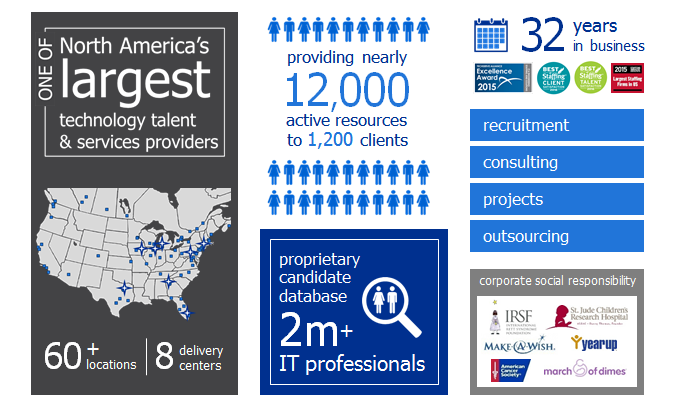 ONE OF
North America's
largest
technology talent
& services providers
60+
locations
8 delivery
centers
providing nearly
12,000
active resources
to 1,200 clients
proprietary
candidate
database
2m+
IT professionals
32 years
in business
Excellence
Award
2015
BEST
Staffing
CLIENT
BEST
Staffing
TALENT
2015
Largest Staffing
Firms in US
recruitment
consulting
projects
outsourcing
corporate social responsibility
IRSF
INTERNATIONAL
RETT SYNDROME
FOUNDATION
St. Jude Children's
Research Hospital
MAKE-A-WISH.
yearup
American
Cancer
Society
march of dimes